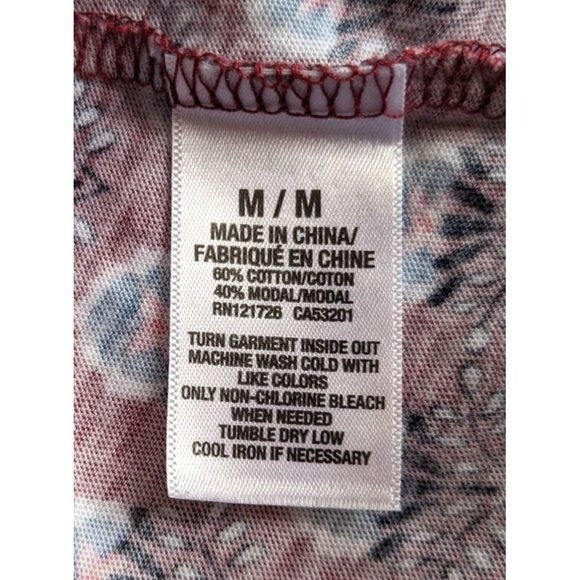 M / M
MADE IN CHINA/
FABRIQUÉ EN CHINE
60% COTTON/COTON
40% MODAL/MODAL
RN121726 CA53201
TURN GARMENT INSIDE OUT
MACHINE WASH COLD WITH
LIKE COLORS
ONLY NON-CHLORINE BLEACH
WHEN NEEDED
TUMBLE DRY LOW
COOL IRON IF NECESSARY